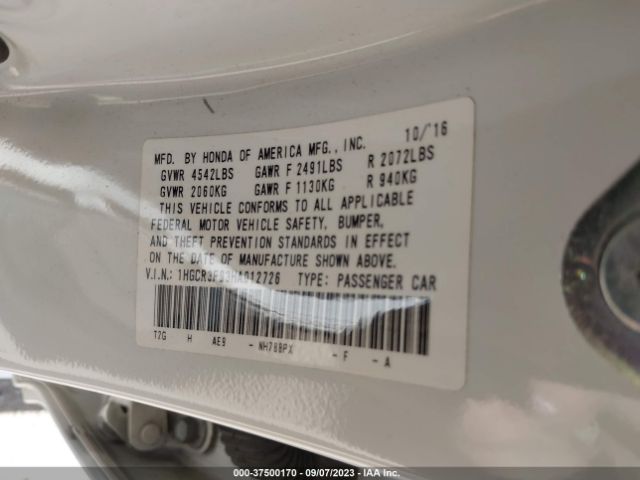 MFD. BY HONDA OF AMERICA MFG., INC. 10/'16
GVWR 4542LBS GAWR F 2491LBS R 2072LBS
GVWR 2060KG GAWR F 1130KG R 940KG
THIS VEHICLE CONFORMS TO ALL APPLICABLE
FEDERAL MOTOR VEHICLE SAFETY, BUMPER,
AND THEFT PREVENTION STANDARDS IN EFFECT
ON THE DATE OF MANUFACTURE SHOWN ABOVE.
V.I.N.: TYPE: PASSENGER CAR
T2G H AE9 - NH788PX - F - A
000-37500170 - 09/07/2023 - IAA Inc.